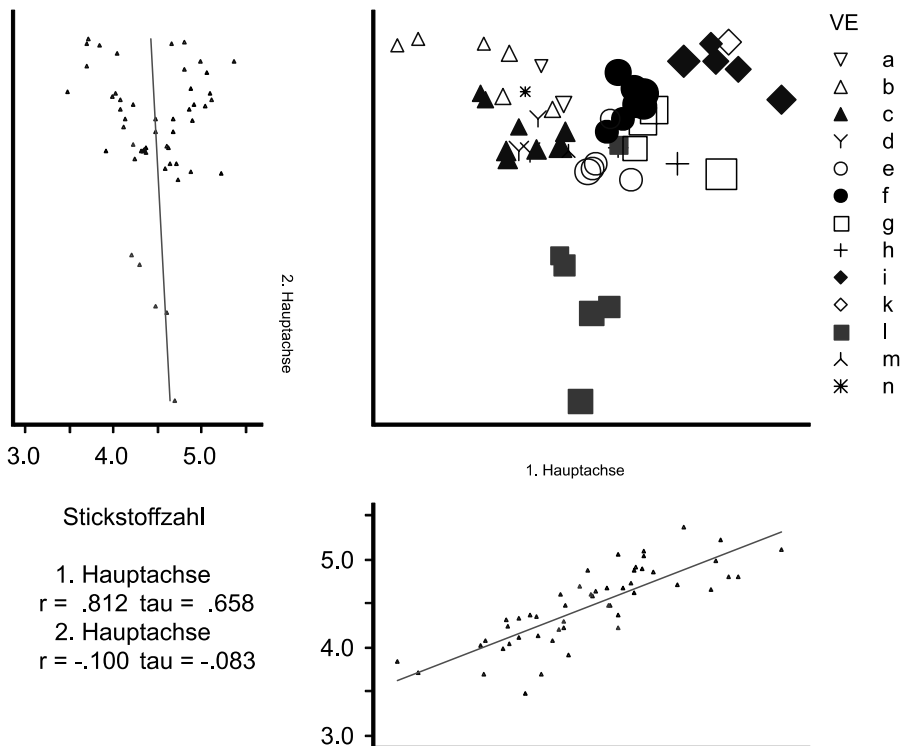 VE
a
b
c
d
e
f
g
h
i
k
l
m
n
2. Hauptachse
3.0 4.0 5.0
1. Hauptachse
Stickstoffzahl
1. Hauptachse
r = .812 tau = .658
2. Hauptachse
r = -.100 tau = -.083
5.0
4.0
3.0